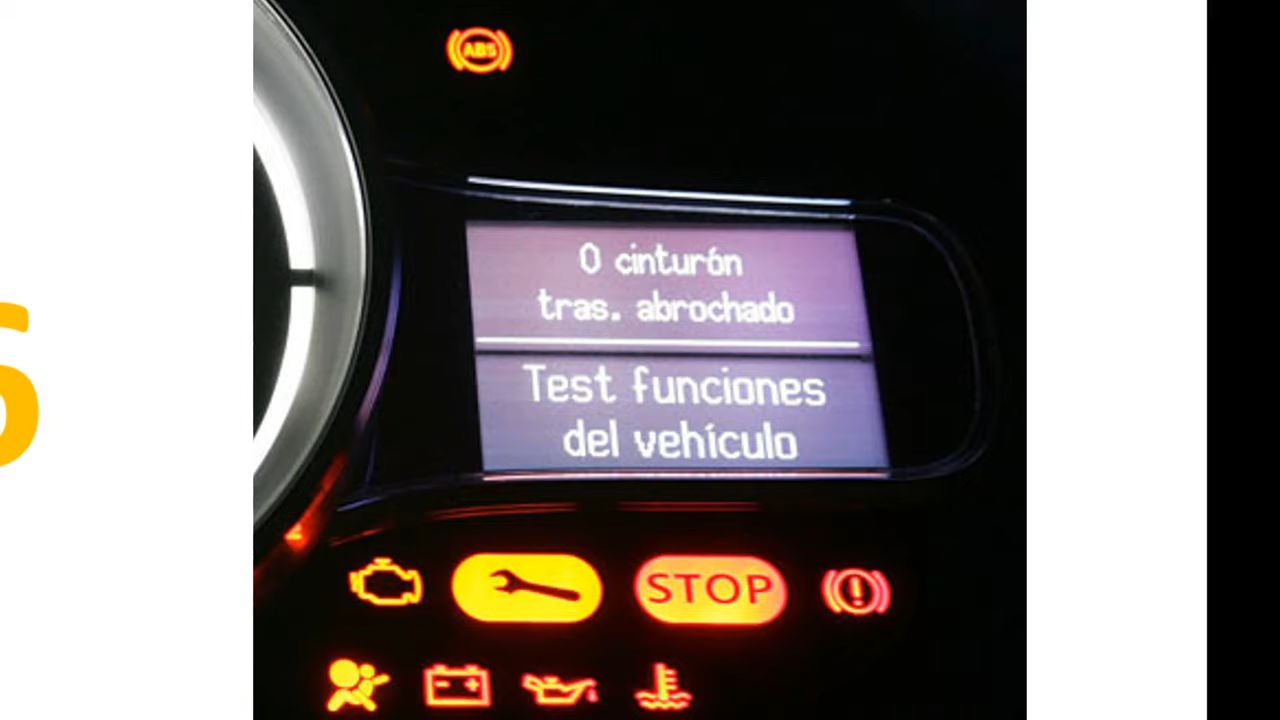 ABS
0 cinturón
tras. abrochado
Test funciones
del vehículo
STOP